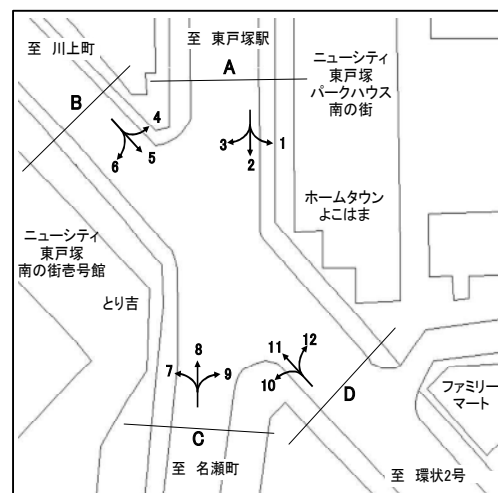 至 東戸塚駅
至 川上町
A
ニューシティ
東戸塚
パークハウス
南の街
B
4
5
6
3
2
1
ホームタウン
よこはま
ニューシティ
東戸塚
南の街壱号館
とり吉
8
7
9
11
12
10
D
C
ファミリー
マート
至 名瀬町
至 環状2号